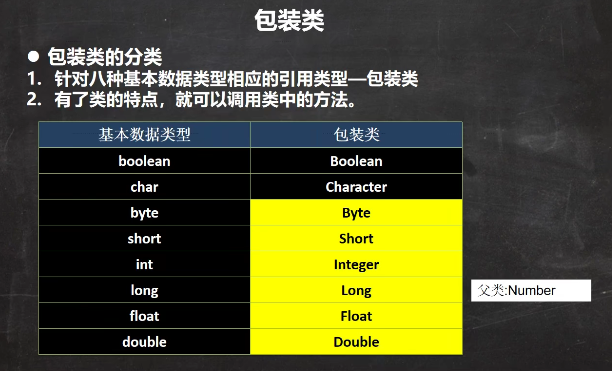 包装类
● 包装类的分类
1. 针对八种基本数据类型相应的引用类型—包装类
2. 有了类的特点，就可以调用类中的方法。
基本数据类型 包装类
boolean Boolean
char Character
byte Byte
short Short
int Integer
long Long
float Float
double Double
父类:Number